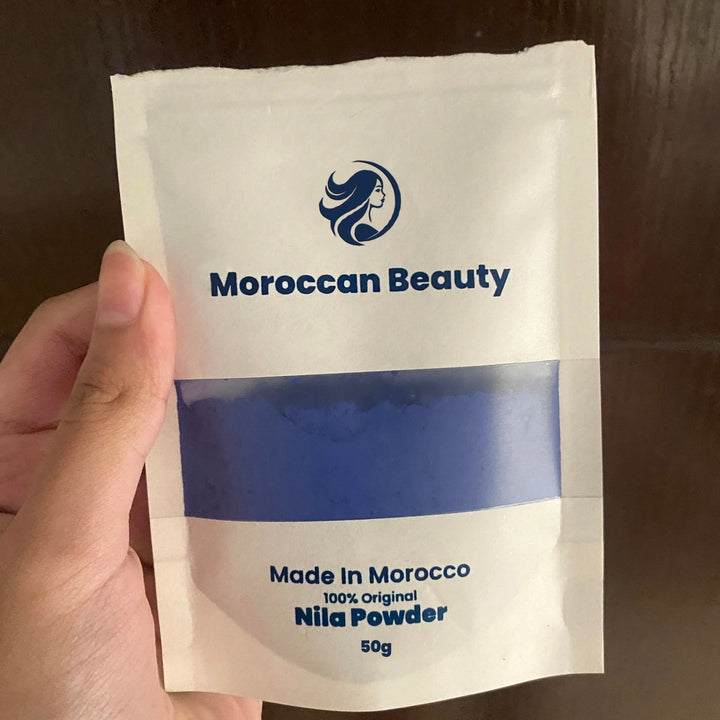 Moroccan Beauty
Made In Morocco
100% Original
Nila Powder
50g